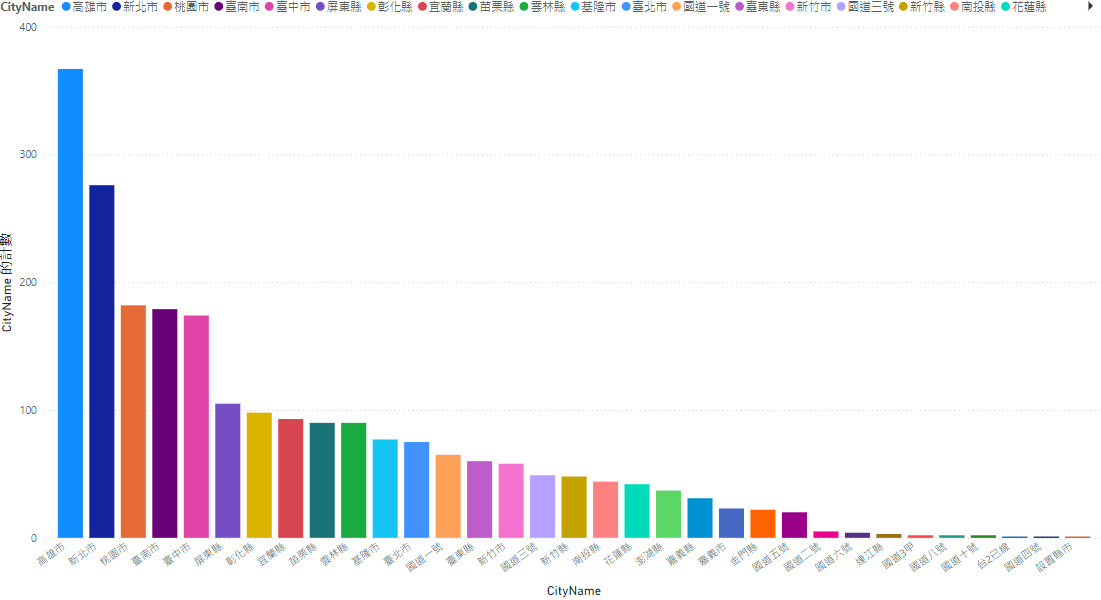 CityName 高雄市 新北市 桃園市 臺南市 臺中市 屏東縣 彰化縣 宜蘭縣 苗栗縣 雲林縣 基隆市 臺北市 國道一號 臺東縣 新竹市 國道三號 新竹縣 南投縣 花蓮縣
400
300
200
100
0
CityName 的計數
高雄市 新北市 桃園市 臺南市 臺中市 屏東縣 彰化縣 宜蘭縣 苗栗縣 雲林縣 基隆市 臺北市 國道一號 臺東縣 新竹市 國道三號 新竹縣 南投縣 花蓮縣 澎湖縣 嘉義縣 嘉義市 金門縣 國道五號 國道二號 國道六號 連江縣 國道3甲 國道八號 國道十號 台2己線 國道四號 設置縣市
CityName